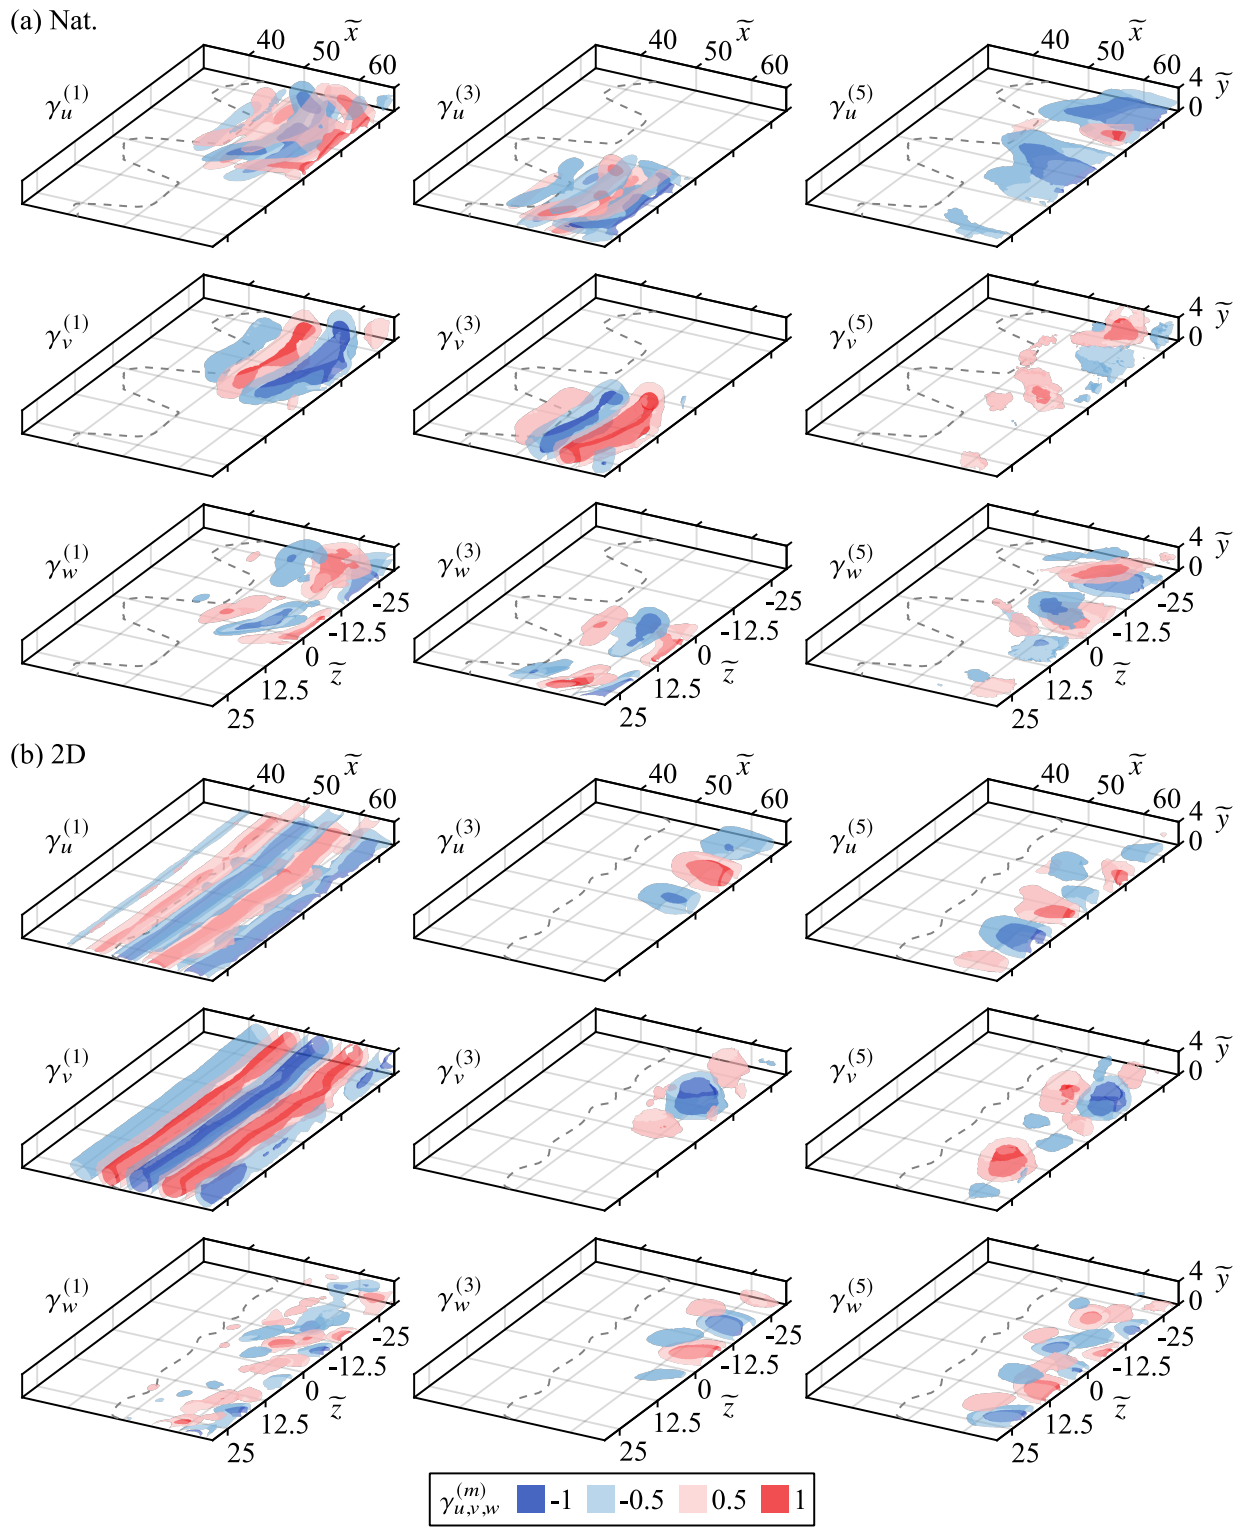 (a) Nat.
40 50 60 x̃
40 50 60
40 50 60 x̃
γ_u^(1) γ_u^(3) γ_u^(5) 4 ỹ
0
γ_v^(1) γ_v^(3) γ_v^(5) 4 ỹ
0
γ_w^(1) γ_w^(3) γ_w^(5) 4 ỹ
0
-25 -12.5 0 12.5 25 z̃
-25 -12.5 0 12.5 25 z̃
-25 -12.5 0 12.5 25 z̃
(b) 2D
40 50 60 x̃
40 50 60 x̃
40 50 60 x̃
γ_u^(1) γ_u^(3) γ_u^(5) 4 ỹ
0
γ_v^(1) γ_v^(3) γ_v^(5) 4 ỹ
0
γ_w^(1) γ_w^(3) γ_w^(5) 4 ỹ
0
-25 -12.5 0 12.5 25 z̃
-25 -12.5 0 12.5 25 z̃
-25 -12.5 0 12.5 25 z̃
γ_{u,v,w}^(m) -1 -0.5 0.5 1